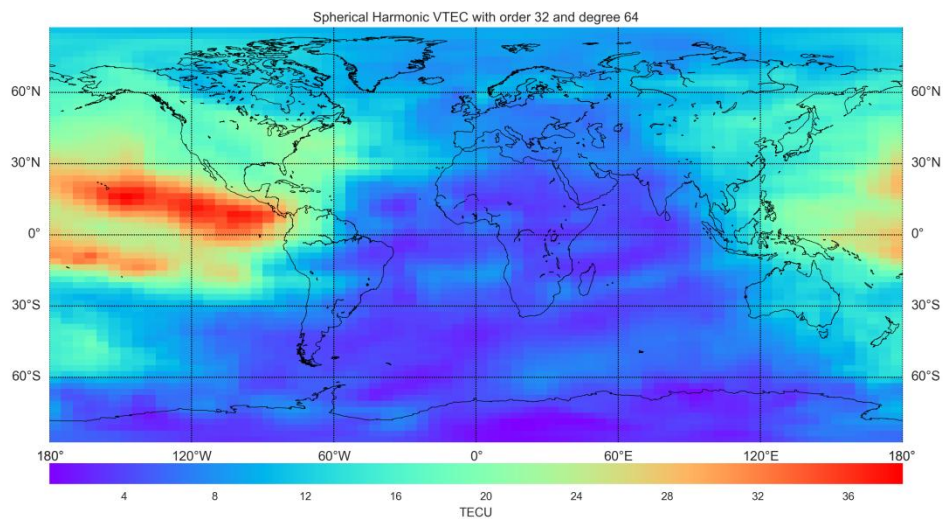 Spherical Harmonic VTEC with order 32 and degree 64
60°N 60°N
30°N 30°N
0° 0°
30°S 30°S
60°S 60°S
180° 120°W 60°W 0° 60°E 120°E 180°
4 8 12 16 20 24 28 32 36
TECU